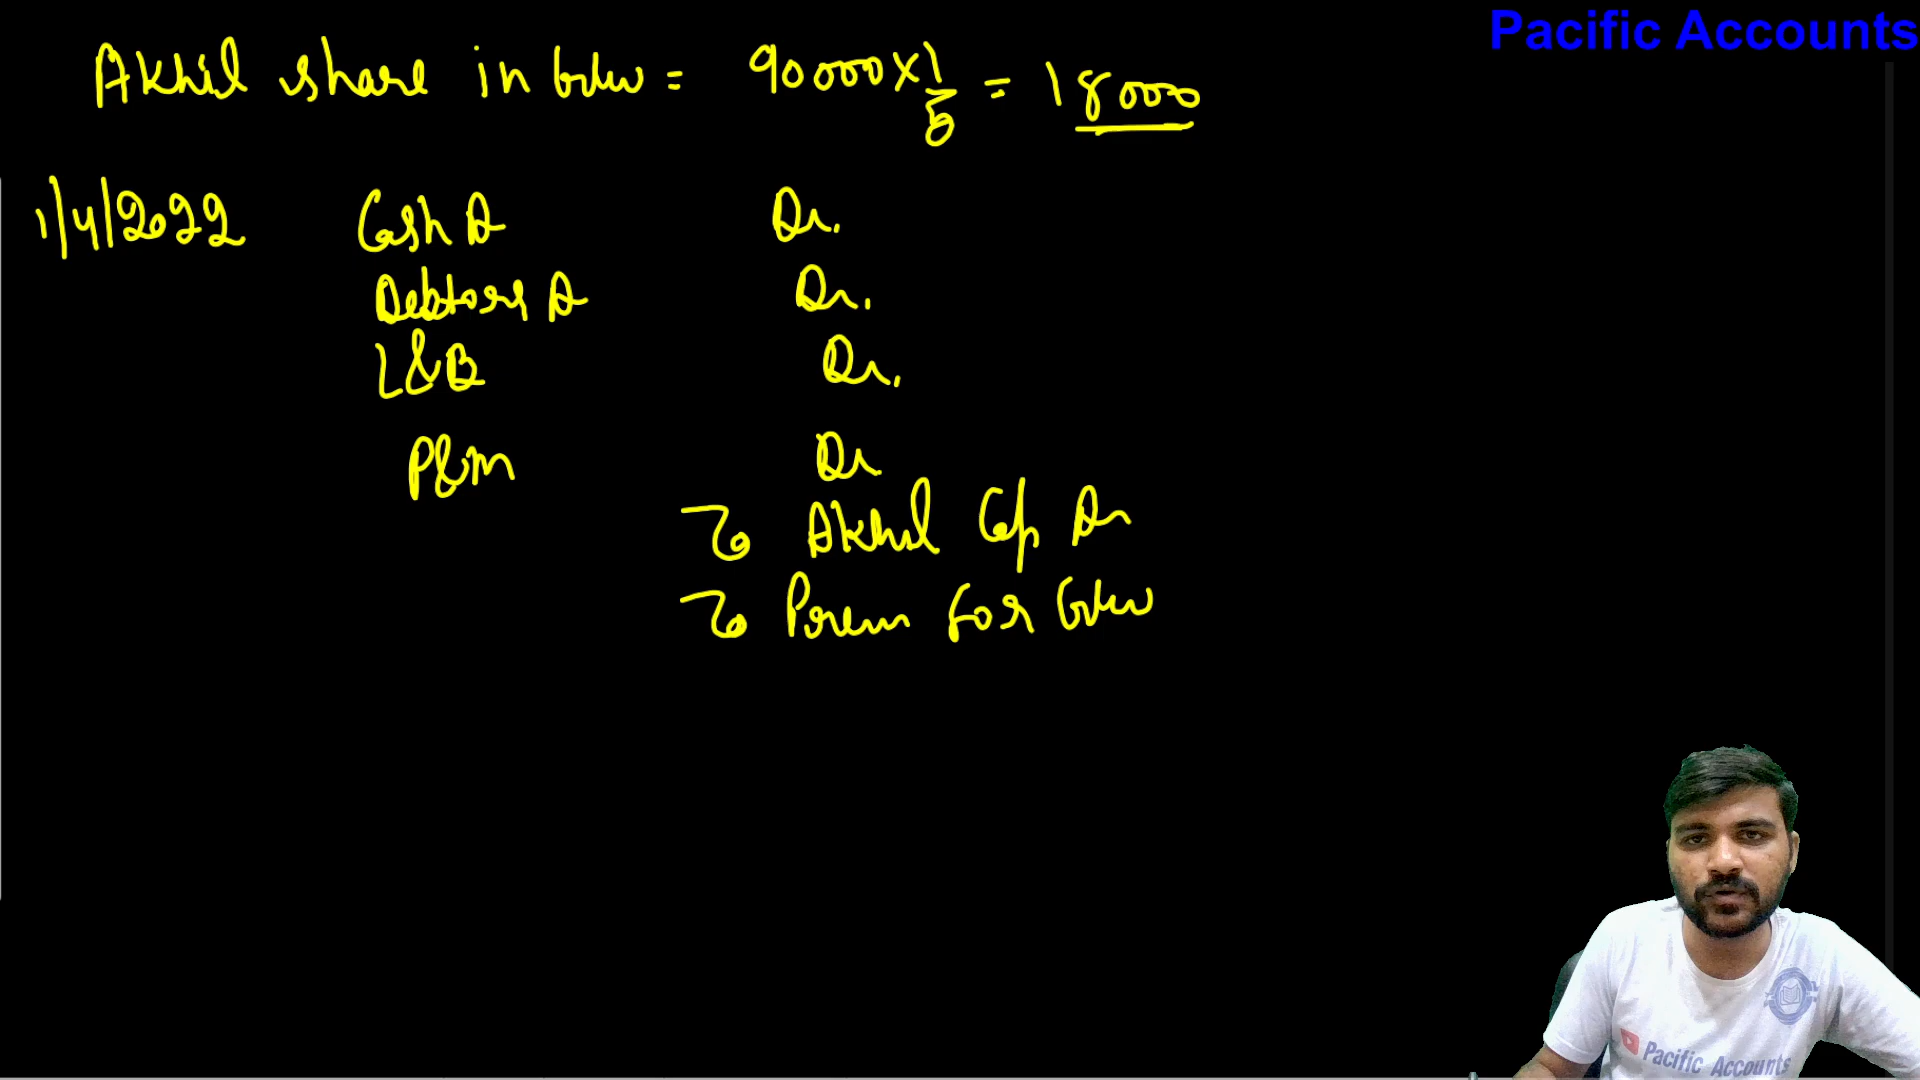 Pacific Accounts
Akhil share in Gdw = 90000 x 1/5 = 18000
1/4/2022 Cash A Dr.
Debtors A Dr.
L&B Dr.
P&M Dr
To Akhil Cap A
To Prem for Gdw
Pacific Accounts